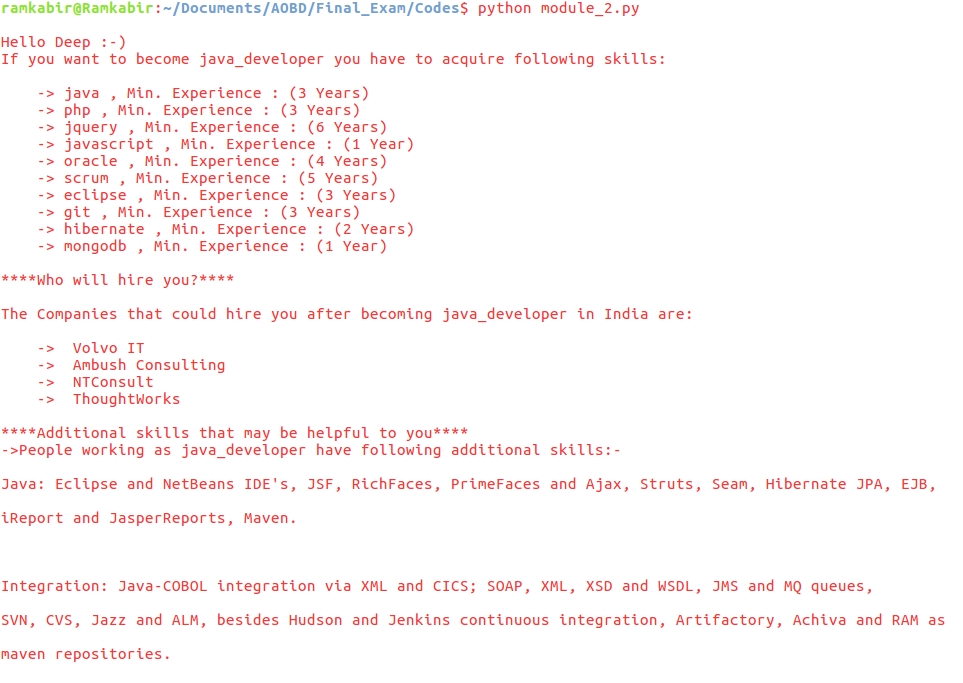 ramkabir@Ramkabir:~/Documents/AOBD/Final_Exam/Codes$ python module_2.py
Hello Deep :-)
If you want to become java_developer you have to acquire following skills:
-> java , Min. Experience : (3 Years)
-> php , Min. Experience : (3 Years)
-> jquery , Min. Experience : (6 Years)
-> javascript , Min. Experience : (1 Year)
-> oracle , Min. Experience : (4 Years)
-> scrum , Min. Experience : (5 Years)
-> eclipse , Min. Experience : (3 Years)
-> git , Min. Experience : (3 Years)
-> hibernate , Min. Experience : (2 Years)
-> mongodb , Min. Experience : (1 Year)
****Who will hire you?****
The Companies that could hire you after becoming java_developer in India are:
->  Volvo IT
->  Ambush Consulting
->  NTConsult
->  ThoughtWorks
****Additional skills that may be helpful to you****
->People working as java_developer have following additional skills:-
Java: Eclipse and NetBeans IDE's, JSF, RichFaces, PrimeFaces and Ajax, Struts, Seam, Hibernate JPA, EJB,
iReport and JasperReports, Maven.
Integration: Java-COBOL integration via XML and CICS; SOAP, XML, XSD and WSDL, JMS and MQ queues,
SVN, CVS, Jazz and ALM, besides Hudson and Jenkins continuous integration, Artifactory, Achiva and RAM as
maven repositories.